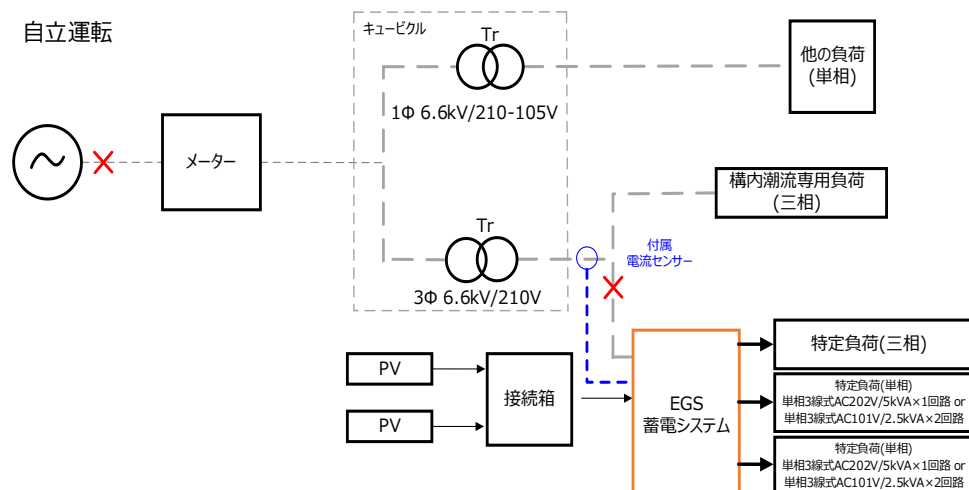 自立運転
キュービクル
Tr
1Φ 6.6kV/210-105V
他の負荷
(単相)
メーター
構内潮流専用負荷
(三相)
Tr
3Φ 6.6kV/210V
付属
電流センサー
PV
PV
接続箱
EGS
蓄電システム
特定負荷(三相)
特定負荷(単相)
単相3線式AC202V/5kVA×1回路 or
単相3線式AC101V/2.5kVA×2回路
特定負荷(単相)
単相3線式AC202V/5kVA×1回路 or
単相3線式AC101V/2.5kVA×2回路